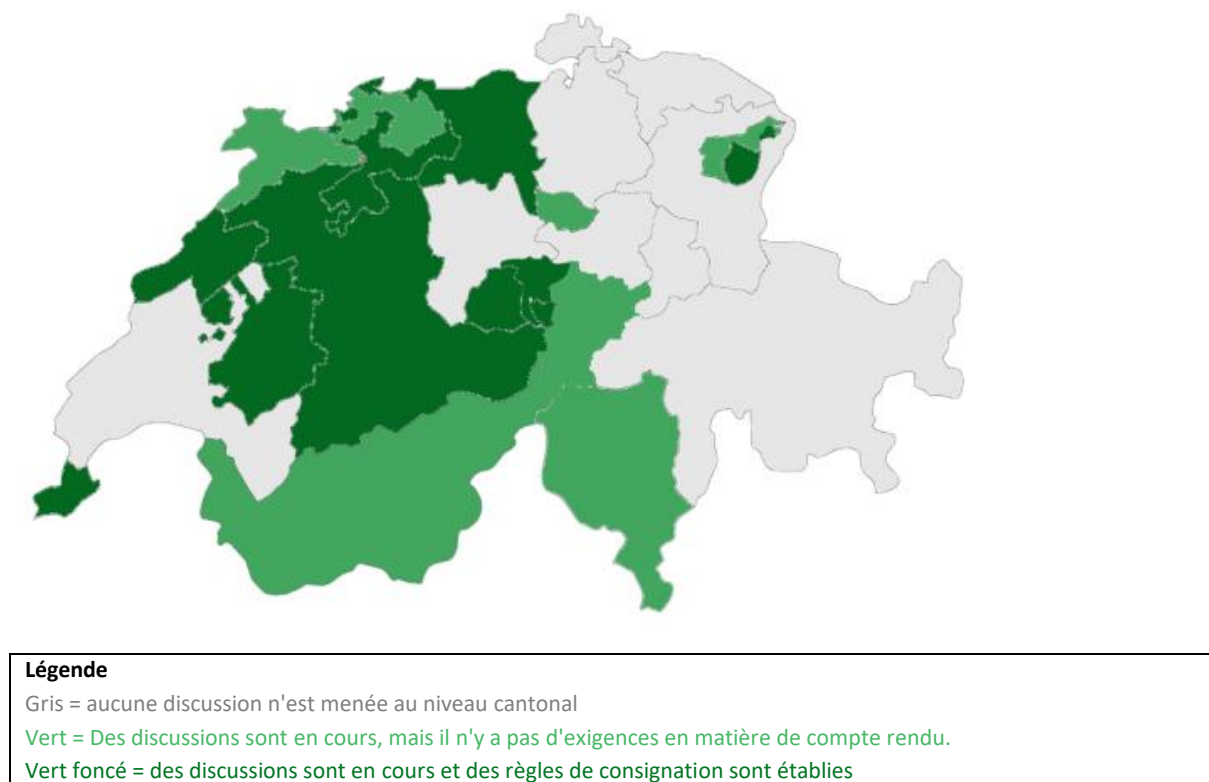 Légende
Gris = aucune discussion n'est menée au niveau cantonal
Vert = Des discussions sont en cours, mais il n'y a pas d'exigences en matière de compte rendu.
Vert foncé = des discussions sont en cours et des règles de consignation sont établies